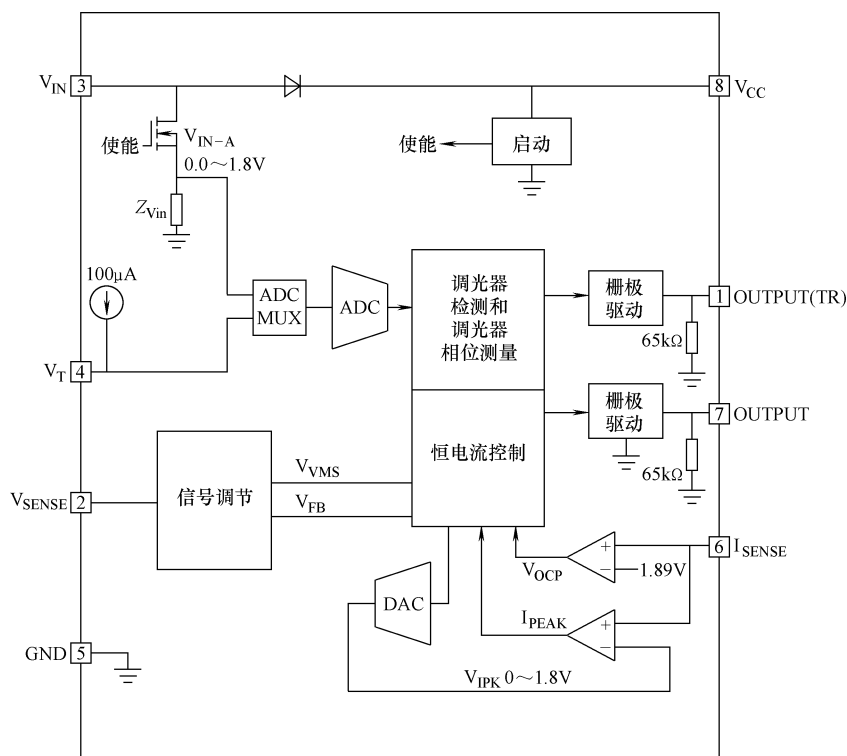 V_IN 3
8 V_CC
使能
V_IN-A
0.0～1.8V
Z_Vin
使能
启动
100μA
ADC
MUX
ADC
调光器
检测和
调光器
相位测量
栅极
驱动
1 OUTPUT(TR)
65kΩ
V_T 4
恒电流控制
栅极
驱动
7 OUTPUT
65kΩ
V_SENSE 2
信号调节
V_VMS
V_FB
V_OCP
+
−
1.89V
6 I_SENSE
DAC
I_PEAK
+
−
GND 5
V_IPK 0～1.8V